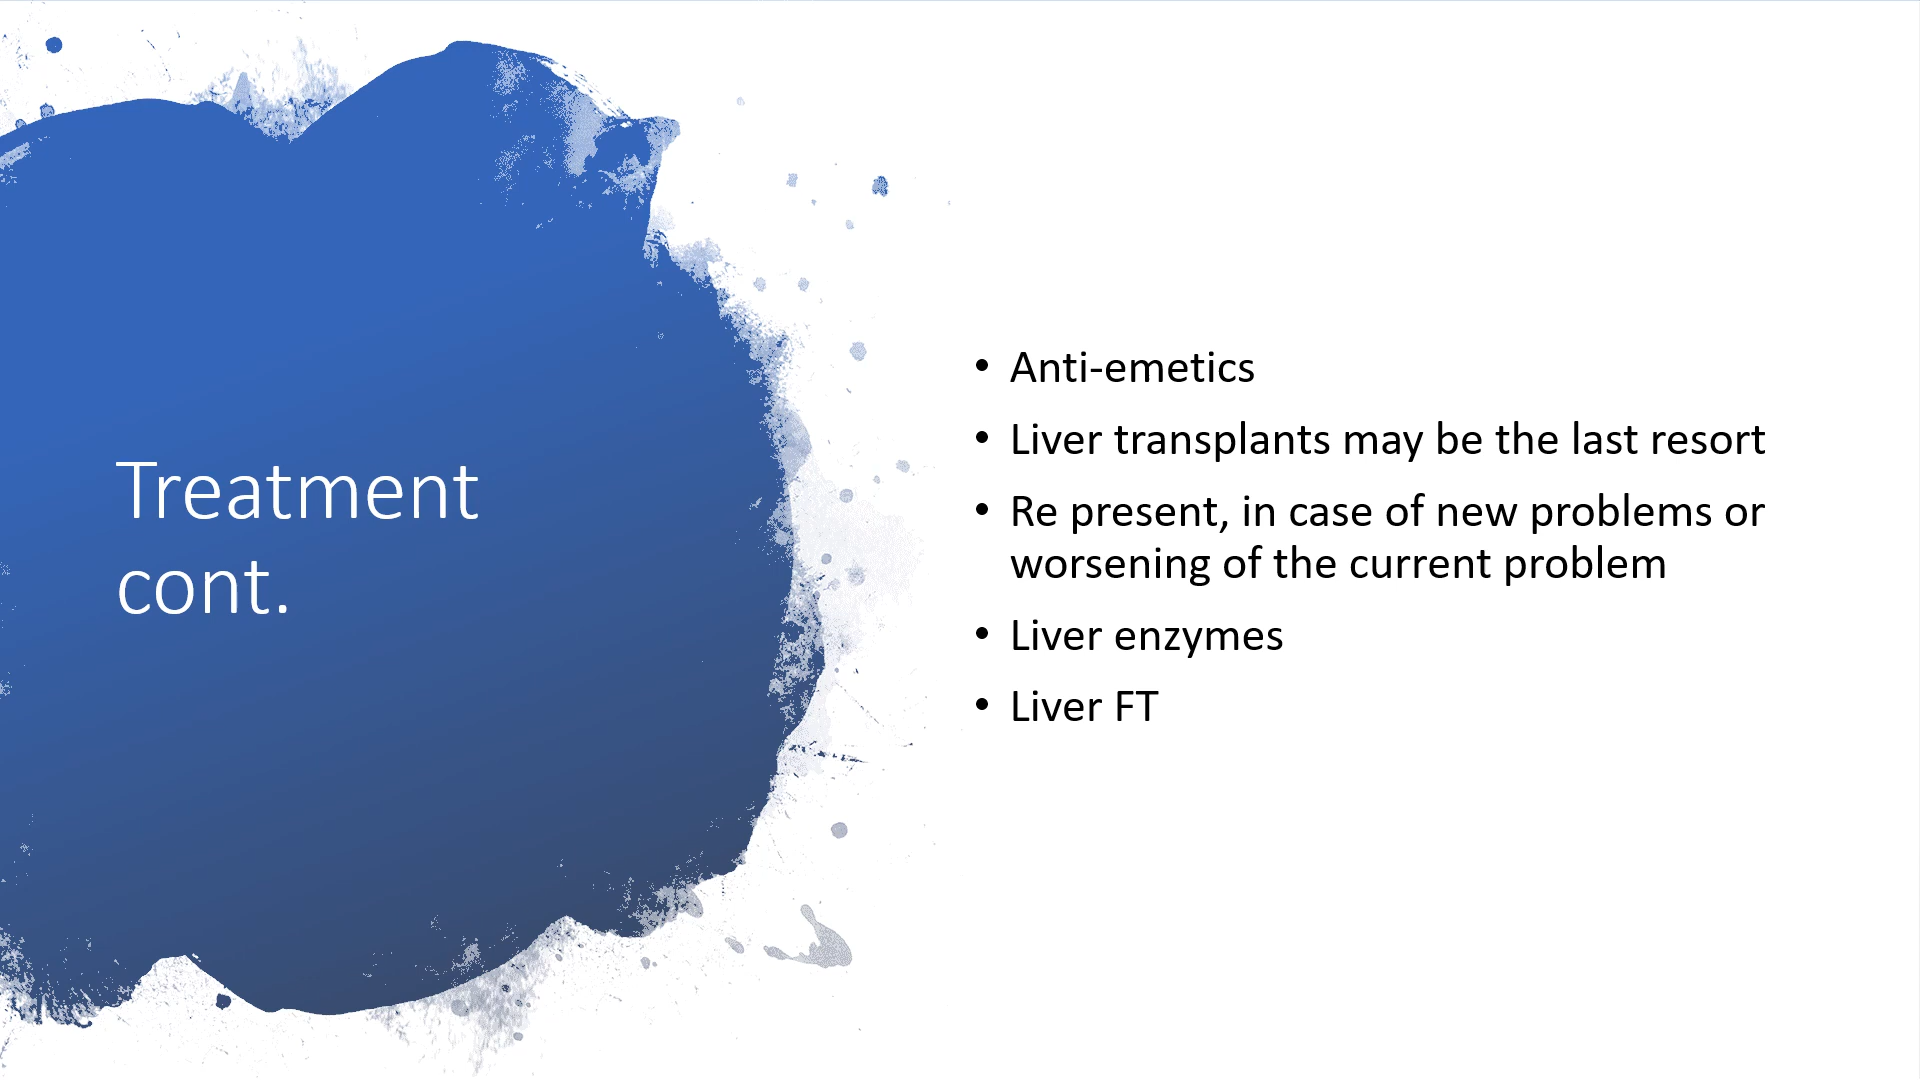 Treatment
cont.
• Anti-emetics
• Liver transplants may be the last resort
• Re present, in case of new problems or
worsening of the current problem
• Liver enzymes
• Liver FT